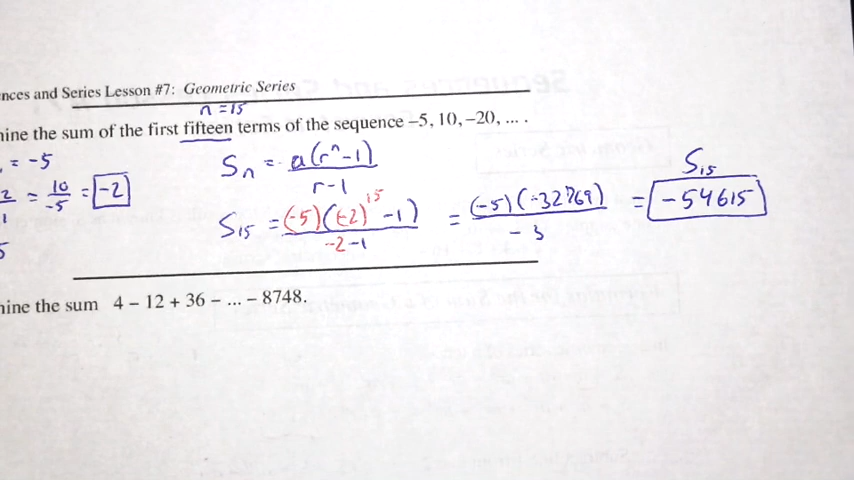 nces and Series Lesson #7: Geometric Series
n = 15
nine the sum of the first fifteen terms of the sequence –5, 10, –20, ... .
= -5
2/1 = 10/-5 = -2
Sn = a(r^n - 1)/r - 1
S15 = (-5)((-2)^15 - 1)/-2 - 1 = (-5)(-32769)/-3 = S15 -54615
5
nine the sum 4 – 12 + 36 – ... – 8748.